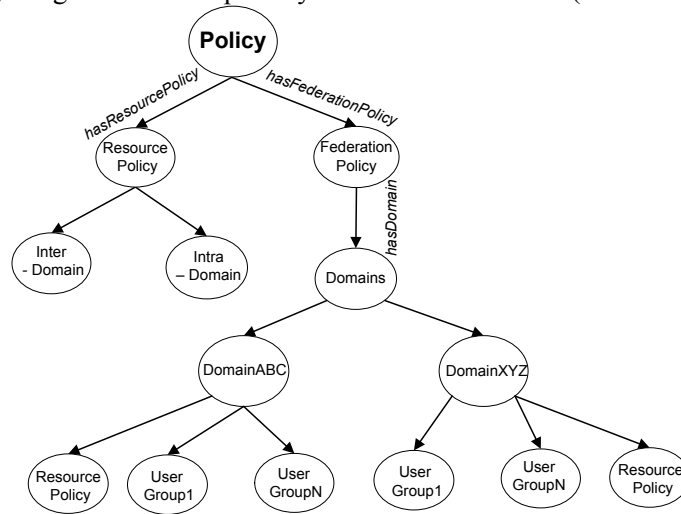 Policy
hasResourcePolicy
hasFederationPolicy
Resource
Policy
Federation
Policy
hasDomain
Inter
- Domain
Intra
– Domain
Domains
DomainABC
DomainXYZ
Resource
Policy
User
Group1
User
GroupN
User
Group1
User
GroupN
Resource
Policy